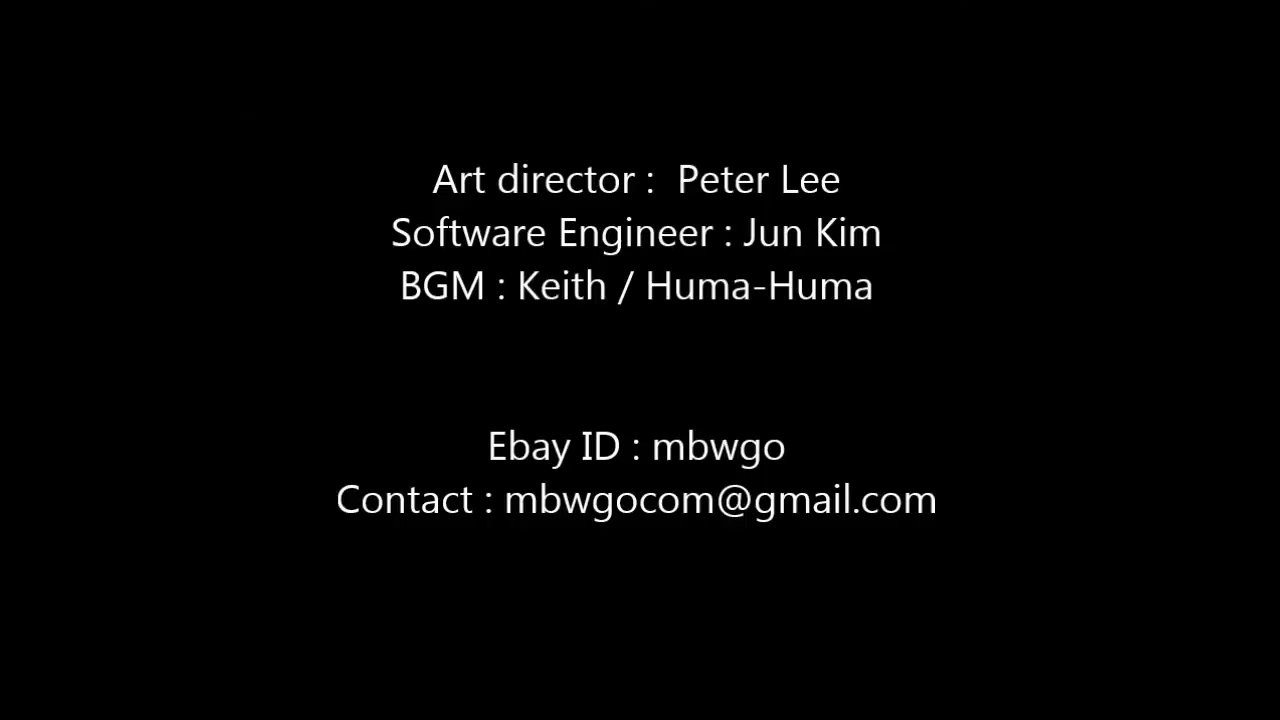 Art director :  Peter Lee
Software Engineer : Jun Kim
BGM : Keith / Huma-Huma
Ebay ID : mbwgo
Contact : mbwgocom@gmail.com